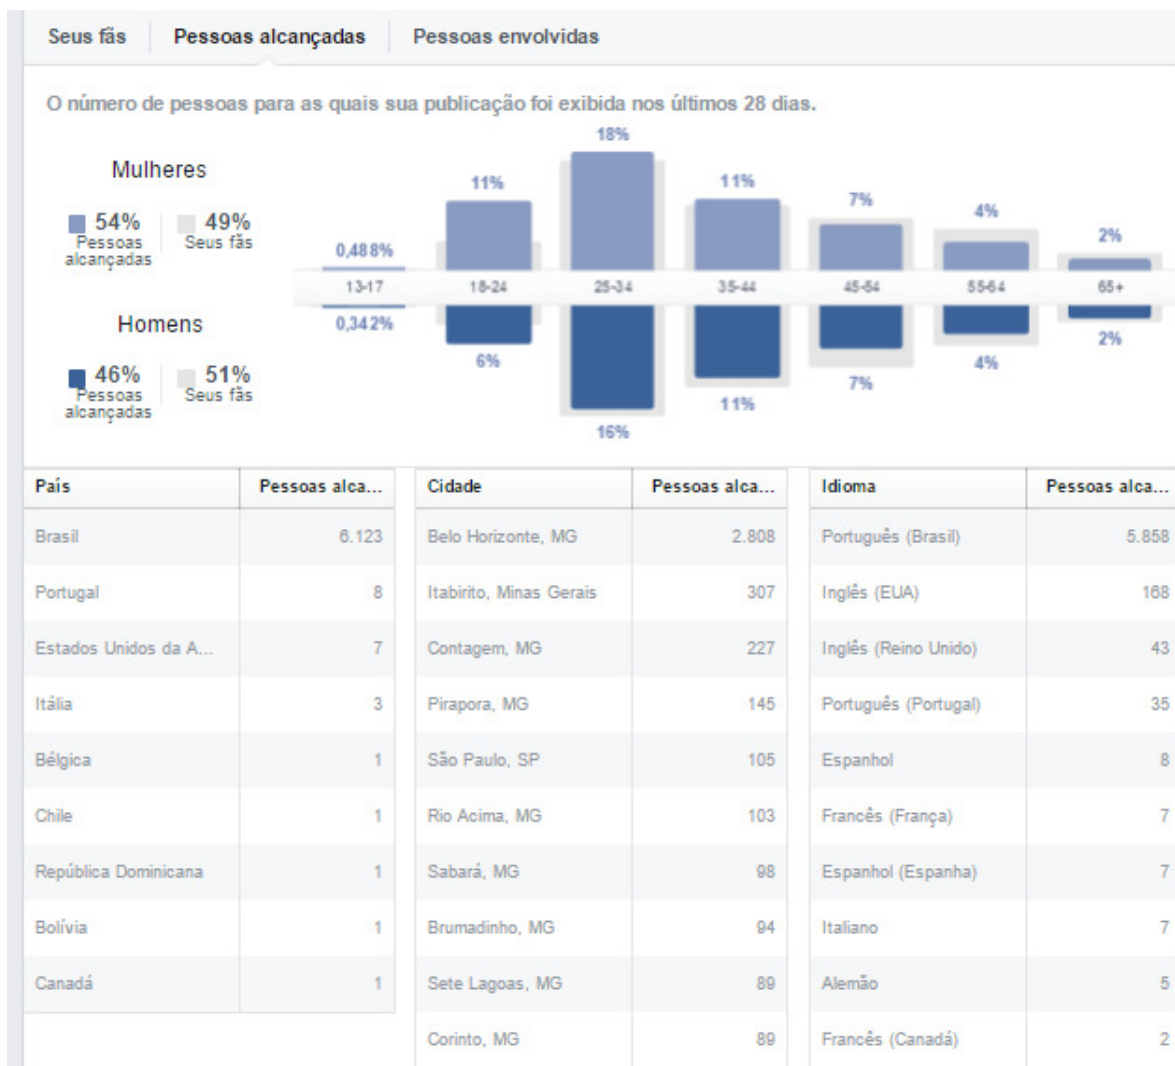 Seus fãs Pessoas alcançadas Pessoas envolvidas
O número de pessoas para as quais sua publicação foi exibida nos últimos 28 dias.
Mulheres
54% 49%
Pessoas alcançadas Seus fãs
Homens
46% 51%
Pessoas alcançadas Seus fãs
0,488% 11% 18% 11% 7% 4% 2%
13-17 18-24 25-34 35-44 45-54 55-64 65+
0,342% 6% 16% 11% 7% 4% 2%
País Pessoas alca... Cidade Pessoas alca... Idioma Pessoas alca...
Brasil 6.123 Belo Horizonte, MG 2.808 Português (Brasil) 5.858
Portugal 8 Itabirito, Minas Gerais 307 Inglês (EUA) 168
Estados Unidos da A... 7 Contagem, MG 227 Inglês (Reino Unido) 43
Itália 3 Pirapora, MG 145 Português (Portugal) 35
Bélgica 1 São Paulo, SP 105 Espanhol 8
Chile 1 Rio Acima, MG 103 Francês (França) 7
República Dominicana 1 Sabará, MG 98 Espanhol (Espanha) 7
Bolívia 1 Brumadinho, MG 94 Italiano 7
Canadá 1 Sete Lagoas, MG 89 Alemão 5
Corinto, MG 89 Francês (Canadá) 2